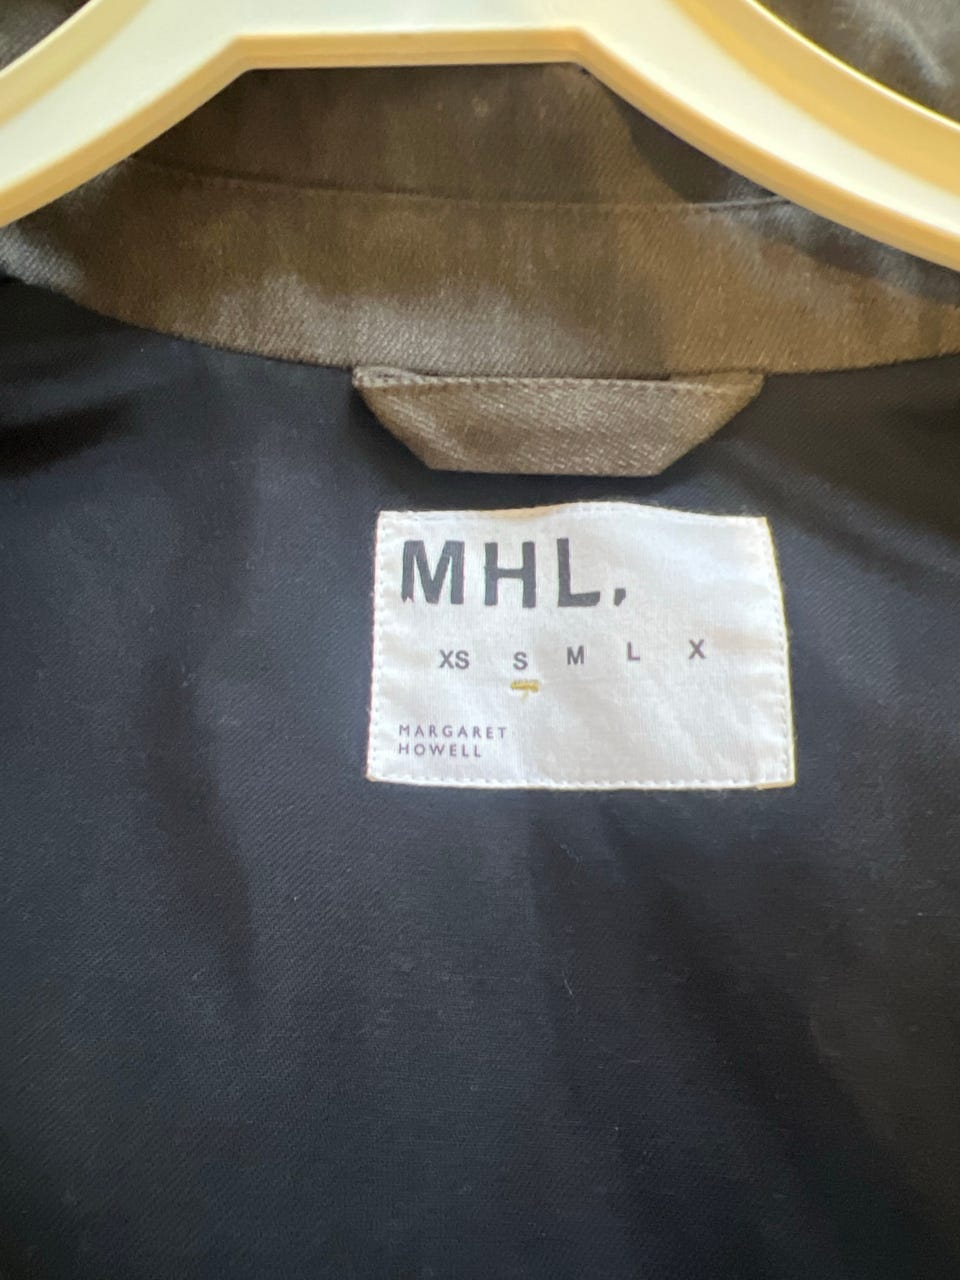 MHL.
XS S M L X
MARGARET
HOWELL